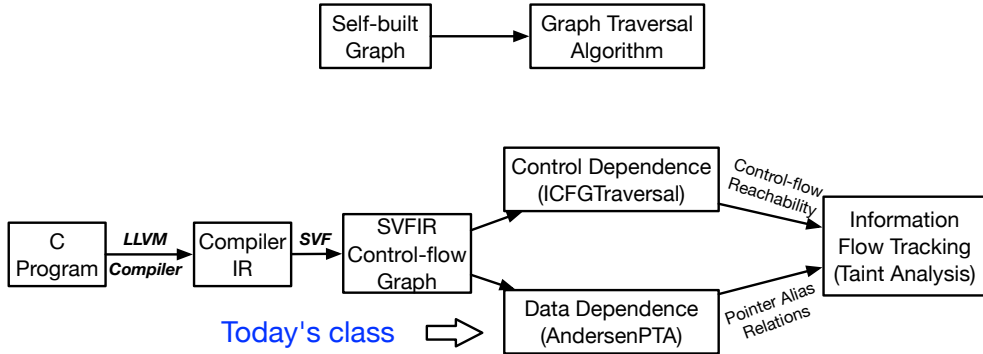 Self-built
Graph
Graph Traversal
Algorithm
Control Dependence
(ICFGTraversal)
Control-flow
Reachability
C
Program
LLVM
Compiler
Compiler
IR
SVF
SVFIR
Control-flow
Graph
Information
Flow Tracking
(Taint Analysis)
Data Dependence
(AndersenPTA)
Pointer Alias
Relations
Today's class